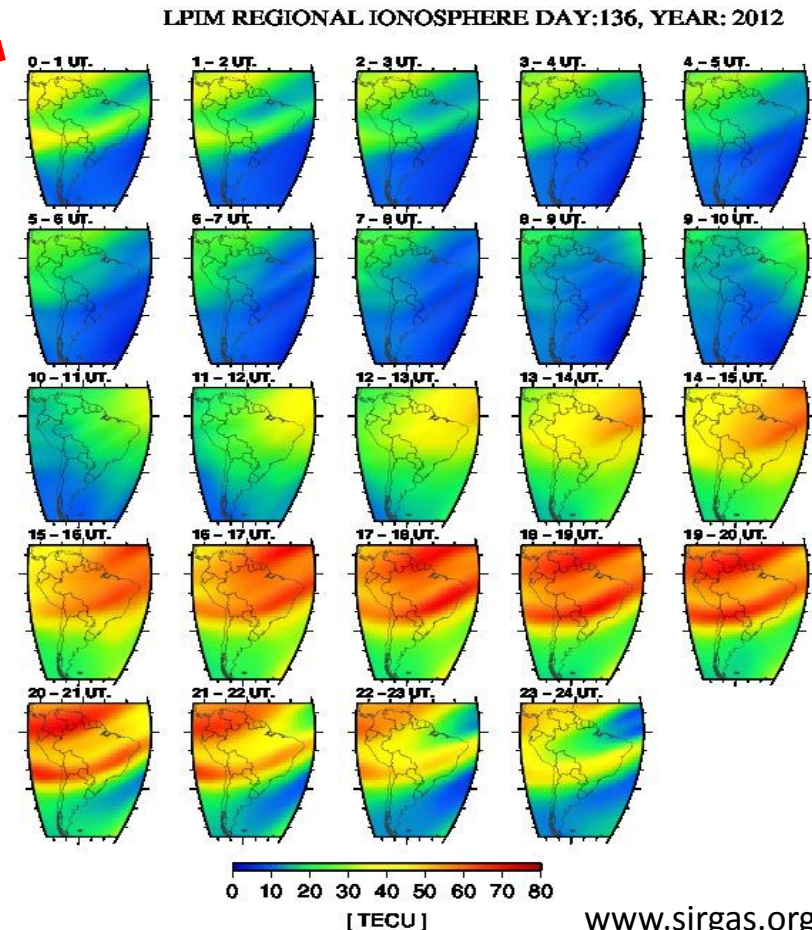 LPIM REGIONAL IONOSPHERE DAY:136, YEAR: 2012
0 – 1 UT. 1 – 2 UT. 2 – 3 UT. 3 – 4 UT. 4 – 5 UT.
5 – 6 UT. 6 – 7 UT. 7 – 8 UT. 8 – 9 UT. 9 – 10 UT.
10 – 11 UT. 11 – 12 UT. 12 – 13 UT. 13 – 14 UT. 14 – 15 UT.
15 – 16 UT. 16 – 17 UT. 17 – 18 UT. 18 – 19 UT. 19 – 20 UT.
20 – 21 UT. 21 – 22 UT. 22 – 23 UT. 23 – 24 UT.
0 10 20 30 40 50 60 70 80
[ TECU ]
www.sirgas.org